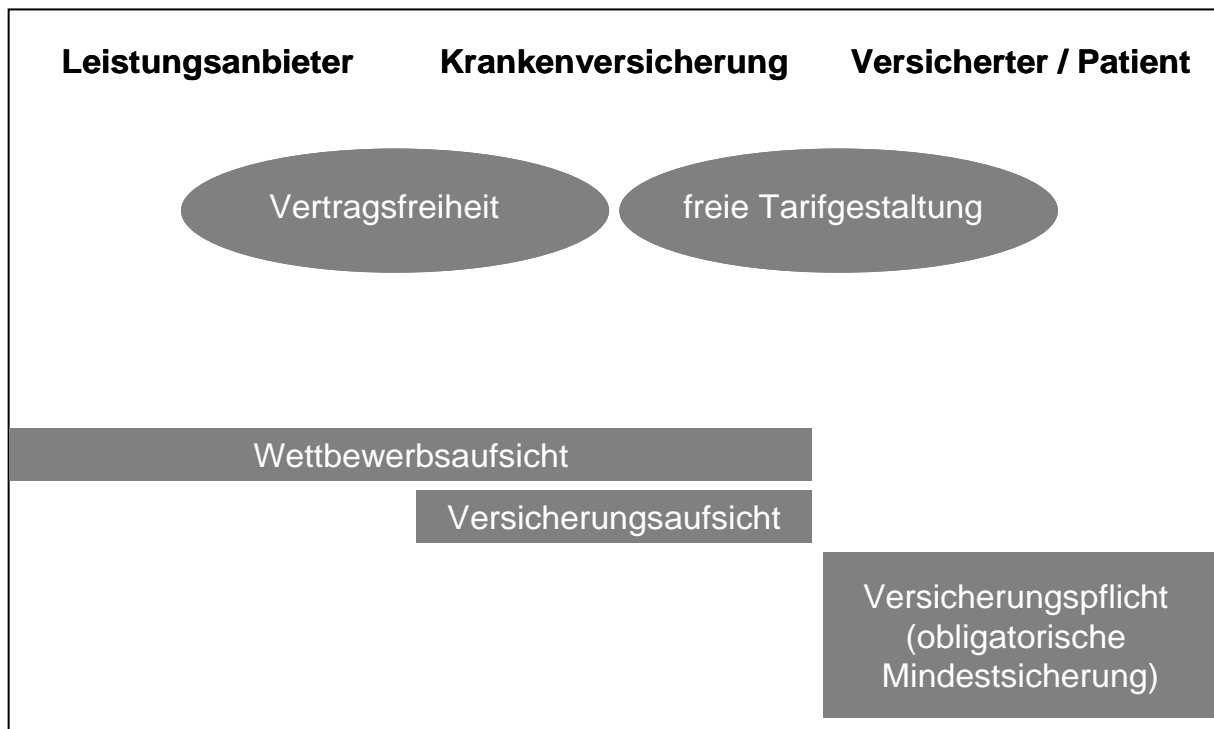 Leistungsanbieter Krankenversicherung Versicherter / Patient
Vertragsfreiheit freie Tarifgestaltung
Wettbewerbsaufsicht
Versicherungsaufsicht
Versicherungspflicht
(obligatorische
Mindestsicherung)